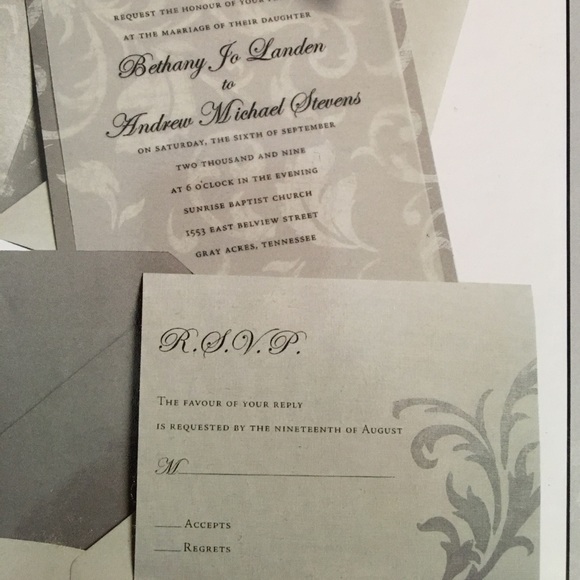 REQUEST THE HONOUR OF YOUR
AT THE MARRIAGE OF THEIR DAUGHTER
Bethany Jo Landen
to
Andrew Michael Stevens
ON SATURDAY, THE SIXTH OF SEPTEMBER
TWO THOUSAND AND NINE
AT 6 O'CLOCK IN THE EVENING
SUNRISE BAPTIST CHURCH
1553 EAST BELVIEW STREET
GRAY ACRES, TENNESSEE
R.S.V.P.
THE FAVOUR OF YOUR REPLY
IS REQUESTED BY THE NINETEENTH OF AUGUST
M
ACCEPTS
REGRETS